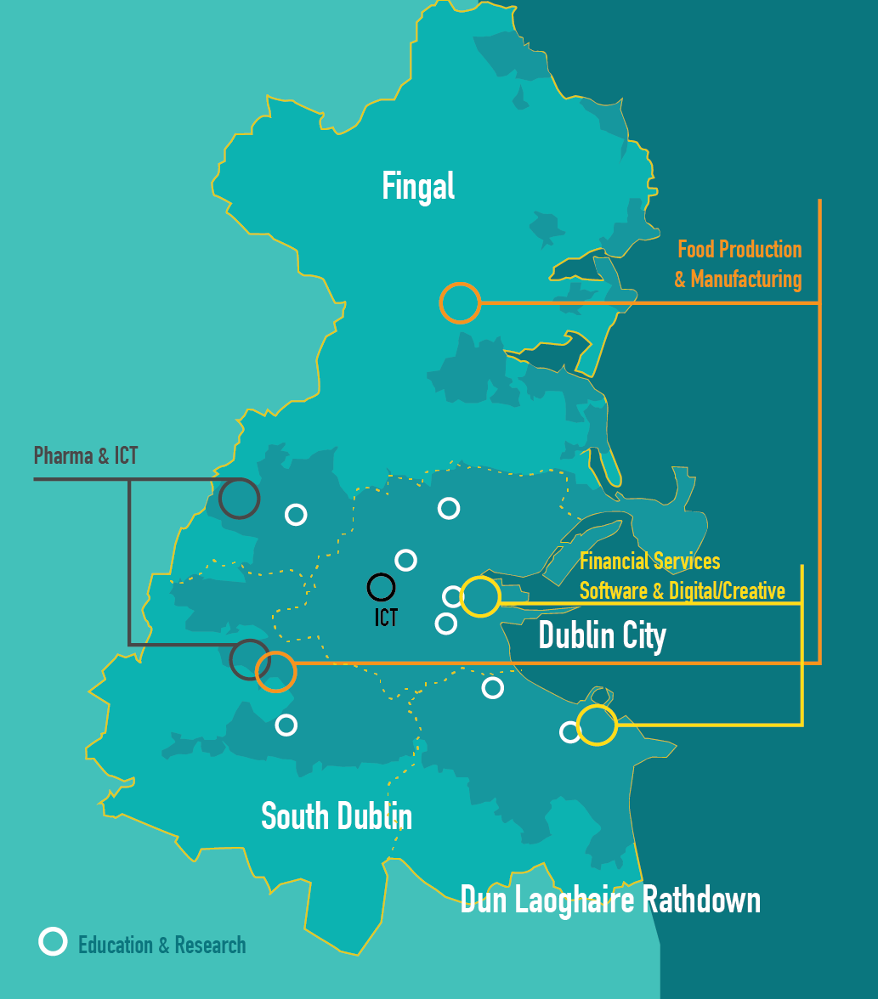 Fingal
Food Production
& Manufacturing
Pharma & ICT
Financial Services
Software & Digital/Creative
ICT
Dublin City
South Dublin
Dun Laoghaire Rathdown
Education & Research